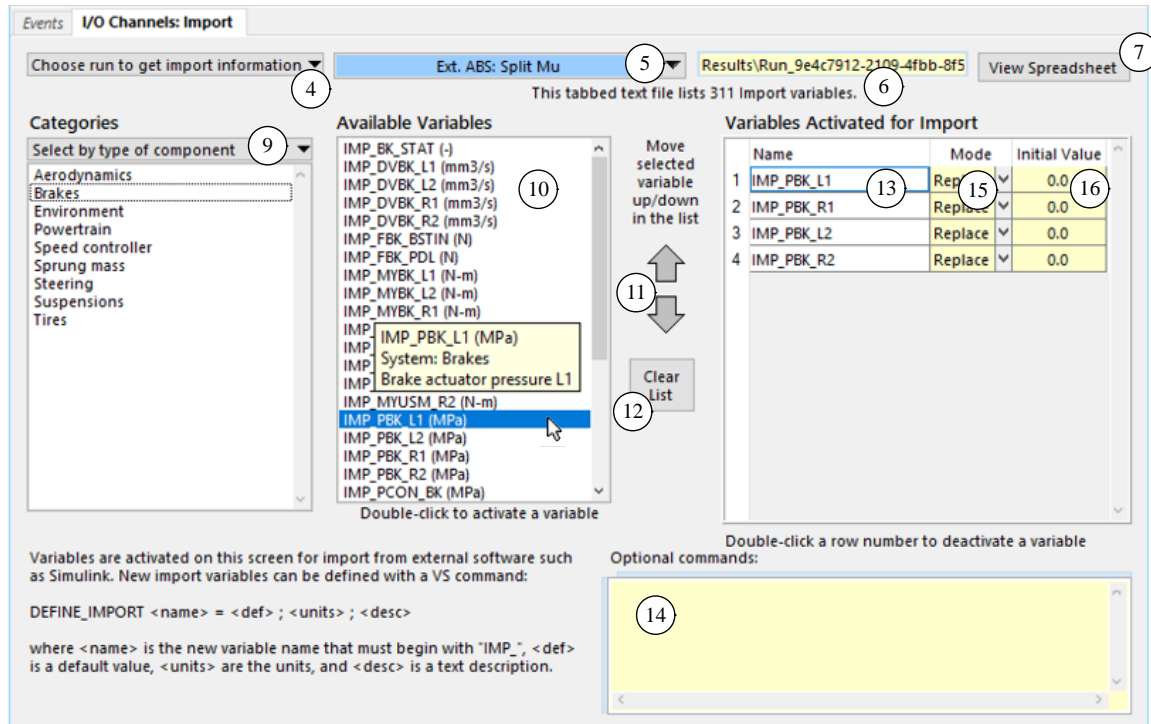 Events I/O Channels: Import
7
Choose run to get import information
4
Ext. ABS: Split Mu
5
Results\Run_9e4c7912-2109-4fbb-8f5
6
View Spreadsheet
This tabbed text file lists 311 Import variables.
Categories
Select by type of component
9
Aerodynamics
Brakes
Environment
Powertrain
Speed controller
Sprung mass
Steering
Suspensions
Tires
Available Variables
IMP_BK_STAT (-)
IMP_DVBK_L1 (mm3/s)
IMP_DVBK_L2 (mm3/s)
10
IMP_DVBK_R1 (mm3/s)
IMP_DVBK_R2 (mm3/s)
IMP_FBK_BSTIN (N)
IMP_FBK_PDL (N)
IMP_MYBK_L1 (N-m)
IMP_MYBK_L2 (N-m)
IMP_MYBK_R1 (N-m)
IMP_
IMP_
IMP_
IMP_
IMP_PBK_L1 (MPa)
System: Brakes
Brake actuator pressure L1
IMP_MYUSM_R2 (N-m)
IMP_PBK_L1 (MPa)
IMP_PBK_L2 (MPa)
IMP_PBK_R1 (MPa)
IMP_PBK_R2 (MPa)
IMP_PCON_BK (MPa)
Double-click to activate a variable
Move
selected
variable
up/down
in the list
11
Clear
List
12
Variables Activated for Import
Name Mode Initial Value
1 IMP_PBK_L1 13 Replace 15 0.0 16
2 IMP_PBK_R1 Replace 0.0
3 IMP_PBK_L2 Replace 0.0
4 IMP_PBK_R2 Replace 0.0
Double-click a row number to deactivate a variable
Variables are activated on this screen for import from external software such
as Simulink. New import variables can be defined with a VS command:
DEFINE_IMPORT <name> = <def> ; <units> ; <desc>
where <name> is the new variable name that must begin with "IMP_", <def>
is a default value, <units> are the units, and <desc> is a text description.
Optional commands:
14